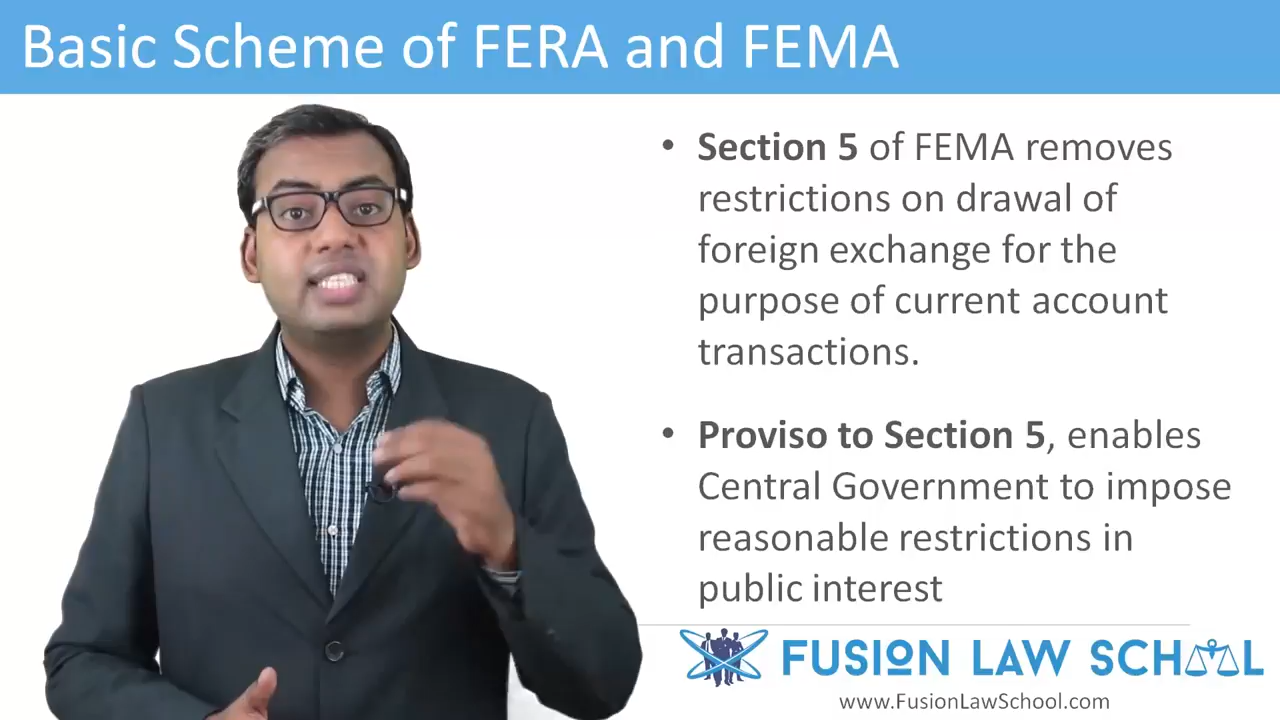 Basic Scheme of FERA and FEMA
• Section 5 of FEMA removes
restrictions on drawal of
foreign exchange for the
purpose of current account
transactions.
• Proviso to Section 5, enables
Central Government to impose
reasonable restrictions in
public interest
FUSION LAW SCHOOL
www.FusionLawSchool.com